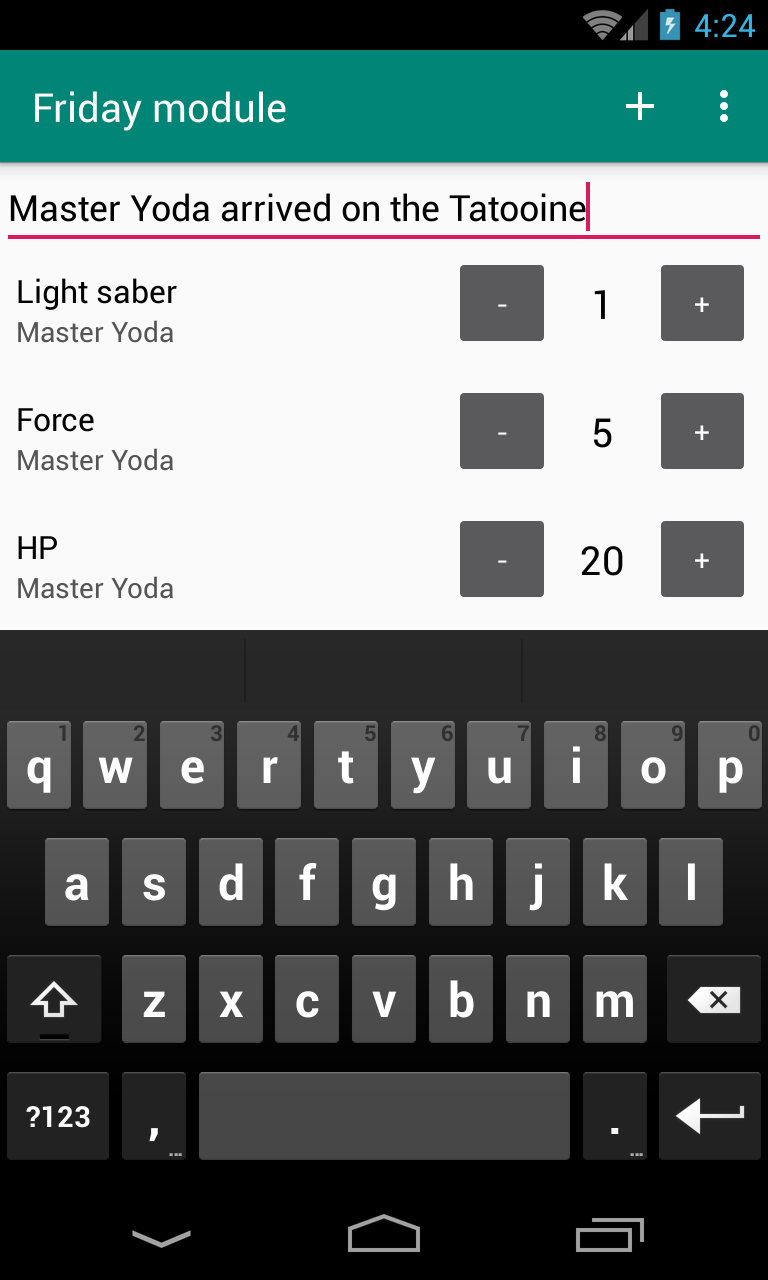 4:24
Friday module +
Master Yoda arrived on the Tatooine
Light saber - 1 +
Master Yoda
Force - 5 +
Master Yoda
HP - 20 +
Master Yoda
1 2 3 4 5 6 7 8 9 0
q w e r t y u i o p
a s d f g h j k l
z x c v b n m
?123 , ... . ...